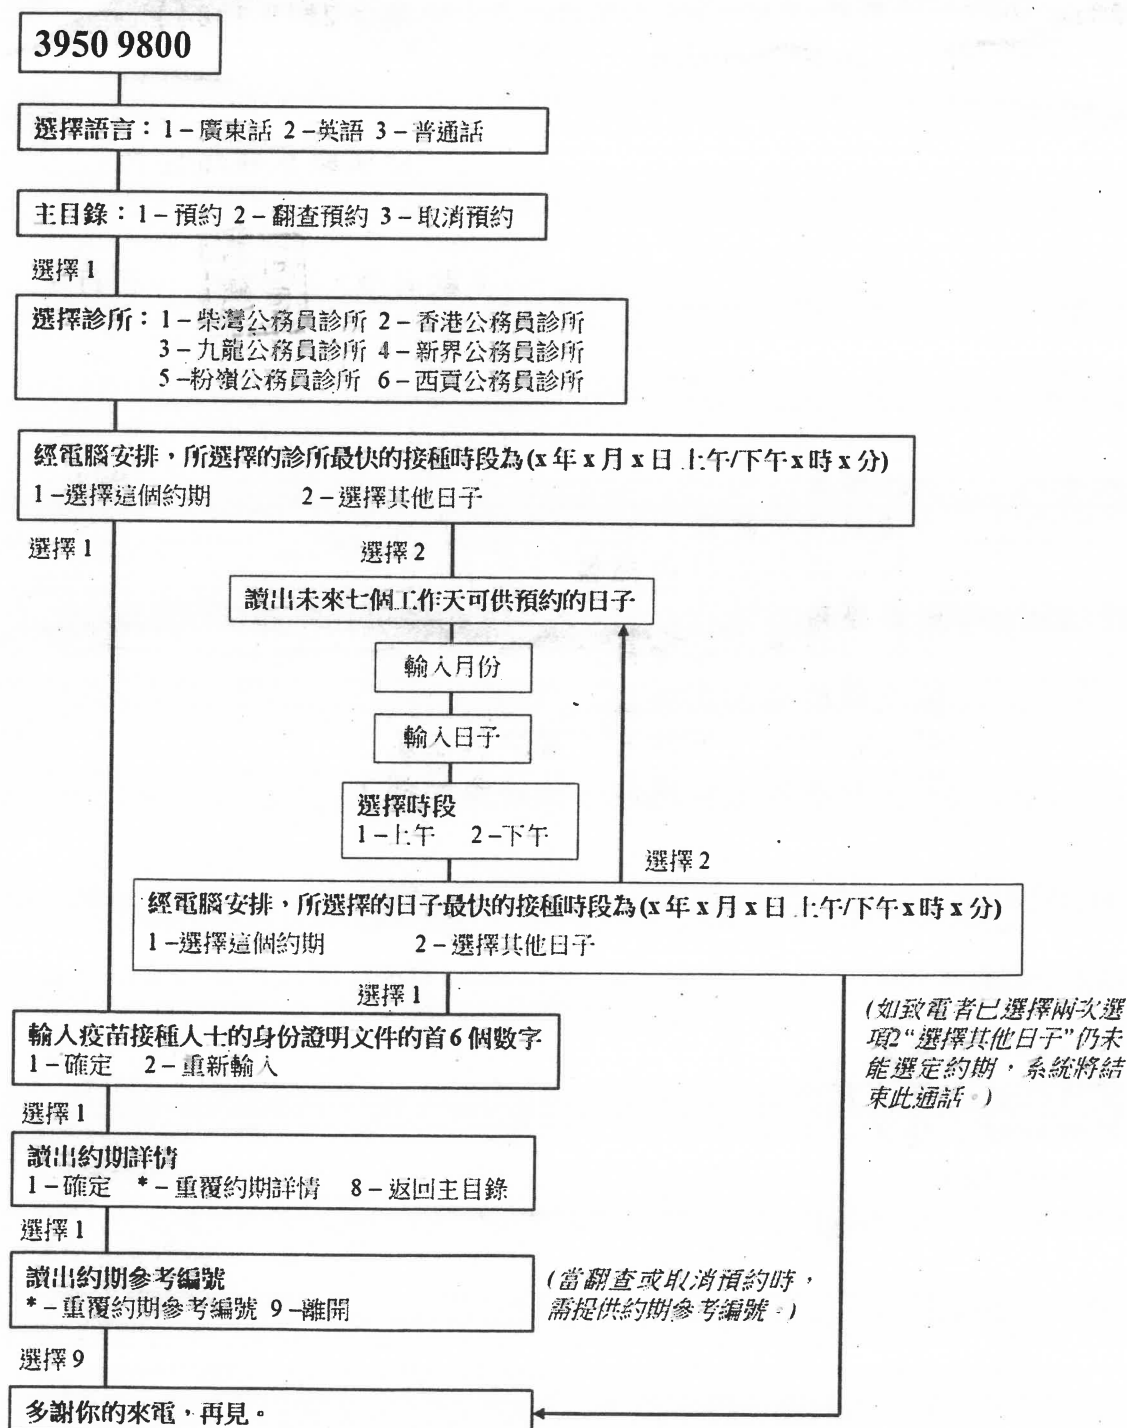 3950 9800
選擇語言：1–廣東話 2–英語 3–普通話
主目錄：1–預約 2–翻查預約 3–取消預約
選擇1
選擇診所：1–柴灣公務員診所 2–香港公務員診所
3–九龍公務員診所 4–新界公務員診所
5–粉嶺公務員診所 6–西貢公務員診所
經電腦安排，所選擇的診所最快的接種時段為(x年x月x日 上午/下午x時x分)
1–選擇這個約期 2–選擇其他日子
選擇1
選擇2
讀出未來七個工作天可供預約的日子
輸入月份
輸入日子
選擇時段
1–上午 2–下午
選擇2
經電腦安排，所選擇的日子最快的接種時段為(x年x月x日 上午/下午x時x分)
1–選擇這個約期 2–選擇其他日子
選擇1
(如致電者已選擇兩次選
項2“選擇其他日子”仍未
能選定約期，系統將結
束此通話。)
輸入疫苗接種人士的身份證明文件的首6個數字
1–確定 2–重新輸入
選擇1
讀出約期詳情
1–確定 *–重覆約期詳情 8–返回主目錄
選擇1
讀出約期參考編號
*–重覆約期參考編號 9–離開
(當翻查或取消預約時，
需提供約期參考編號。)
選擇9
多謝你的來電，再見。